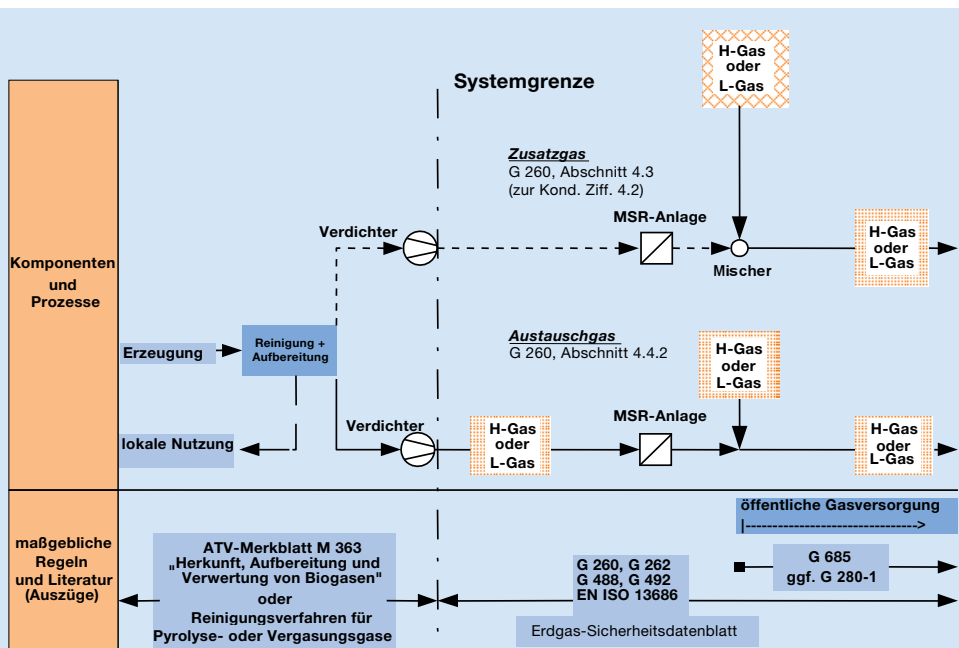 H-Gas
oder
L-Gas
Systemgrenze
Zusatzgas
G 260, Abschnitt 4.3
(zur Kond. Ziff. 4.2)
MSR-Anlage
Verdichter
H-Gas
oder
L-Gas
Mischer
Komponenten
und
Prozesse
Erzeugung
Reinigung +
Aufbereitung
Austauschgas
G 260, Abschnitt 4.4.2
H-Gas
oder
L-Gas
MSR-Anlage
Verdichter
lokale Nutzung
H-Gas
oder
L-Gas
H-Gas
oder
L-Gas
öffentliche Gasversorgung
|-------------------------------->
maßgebliche
Regeln
und Literatur
(Auszüge)
ATV-Merkblatt M 363
"Herkunft, Aufbereitung und
Verwertung von Biogasen"
oder
Reinigungsverfahren für
Pyrolyse- oder Vergasungsgase
G 260, G 262
G 488, G 492
EN ISO 13686
G 685
ggf. G 280-1
Erdgas-Sicherheitsdatenblatt